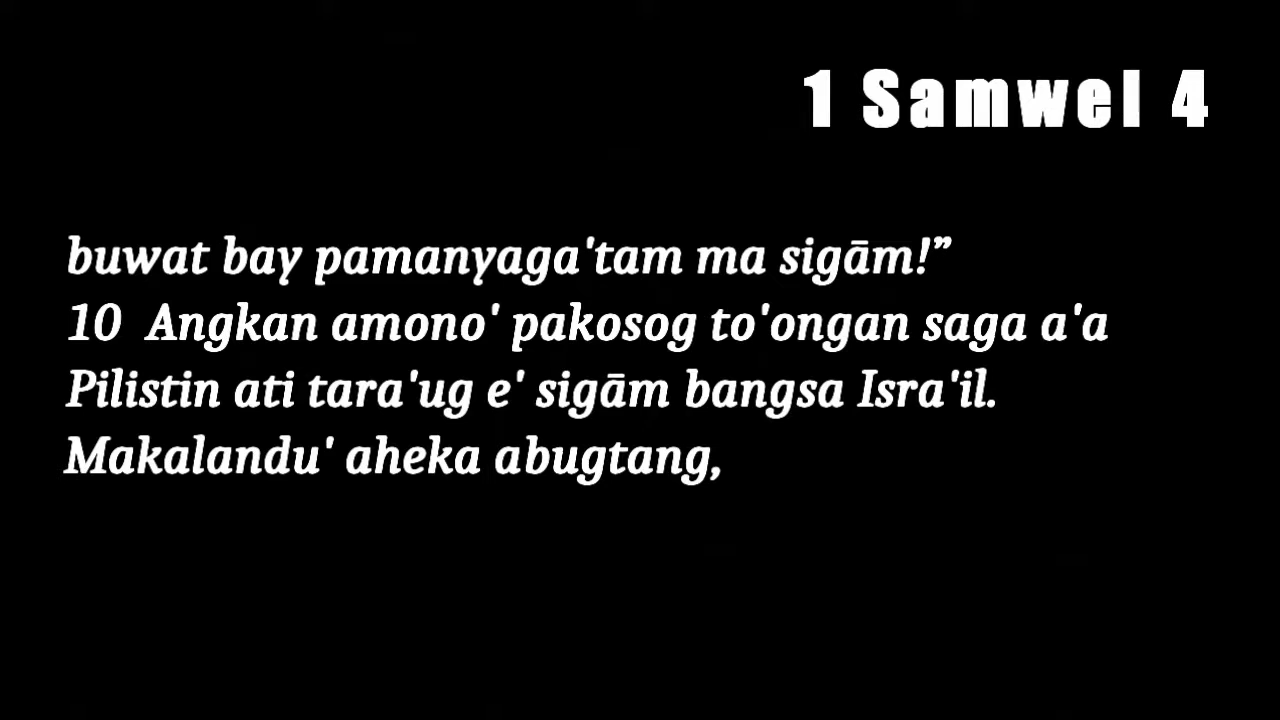 1 Samwel 4
buwat bay pamanyaga'tam ma sigām!”
10 Angkan amono' pakosog to'ongan saga a'a
Pilistin ati tara'ug e' sigām bangsa Isra'il.
Makalandu' aheka abugtang,